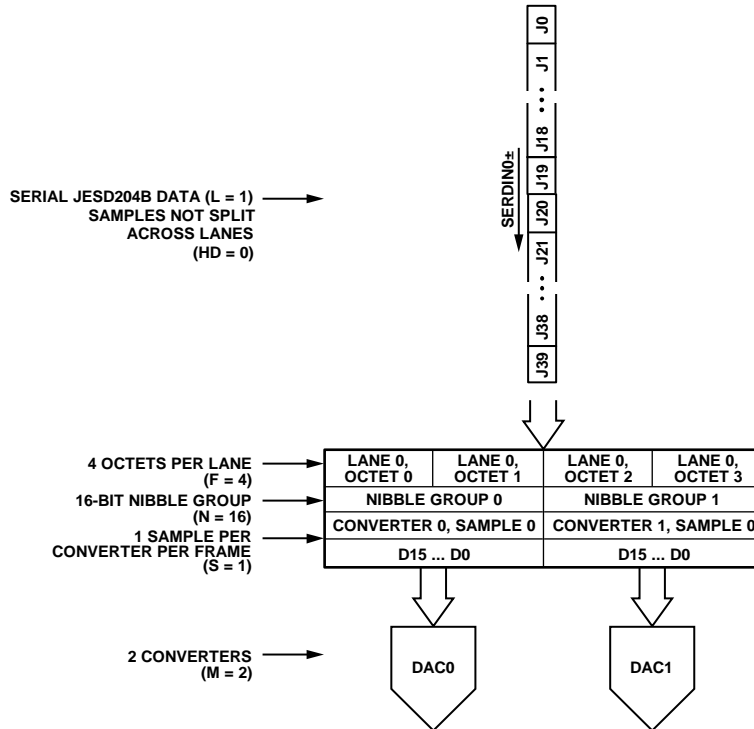 J0
J1
J18
J19
J20
J21
J38
J39
SERDIN0±
SERIAL JESD204B DATA (L = 1)
SAMPLES NOT SPLIT
ACROSS LANES
(HD = 0)
4 OCTETS PER LANE
(F = 4)
LANE 0,
OCTET 0
LANE 0,
OCTET 1
LANE 0,
OCTET 2
LANE 0,
OCTET 3
16-BIT NIBBLE GROUP
(N = 16)
NIBBLE GROUP 0
NIBBLE GROUP 1
1 SAMPLE PER
CONVERTER PER FRAME
(S = 1)
CONVERTER 0, SAMPLE 0
CONVERTER 1, SAMPLE 0
D15 ... D0
D15 ... D0
2 CONVERTERS
(M = 2)
DAC0
DAC1